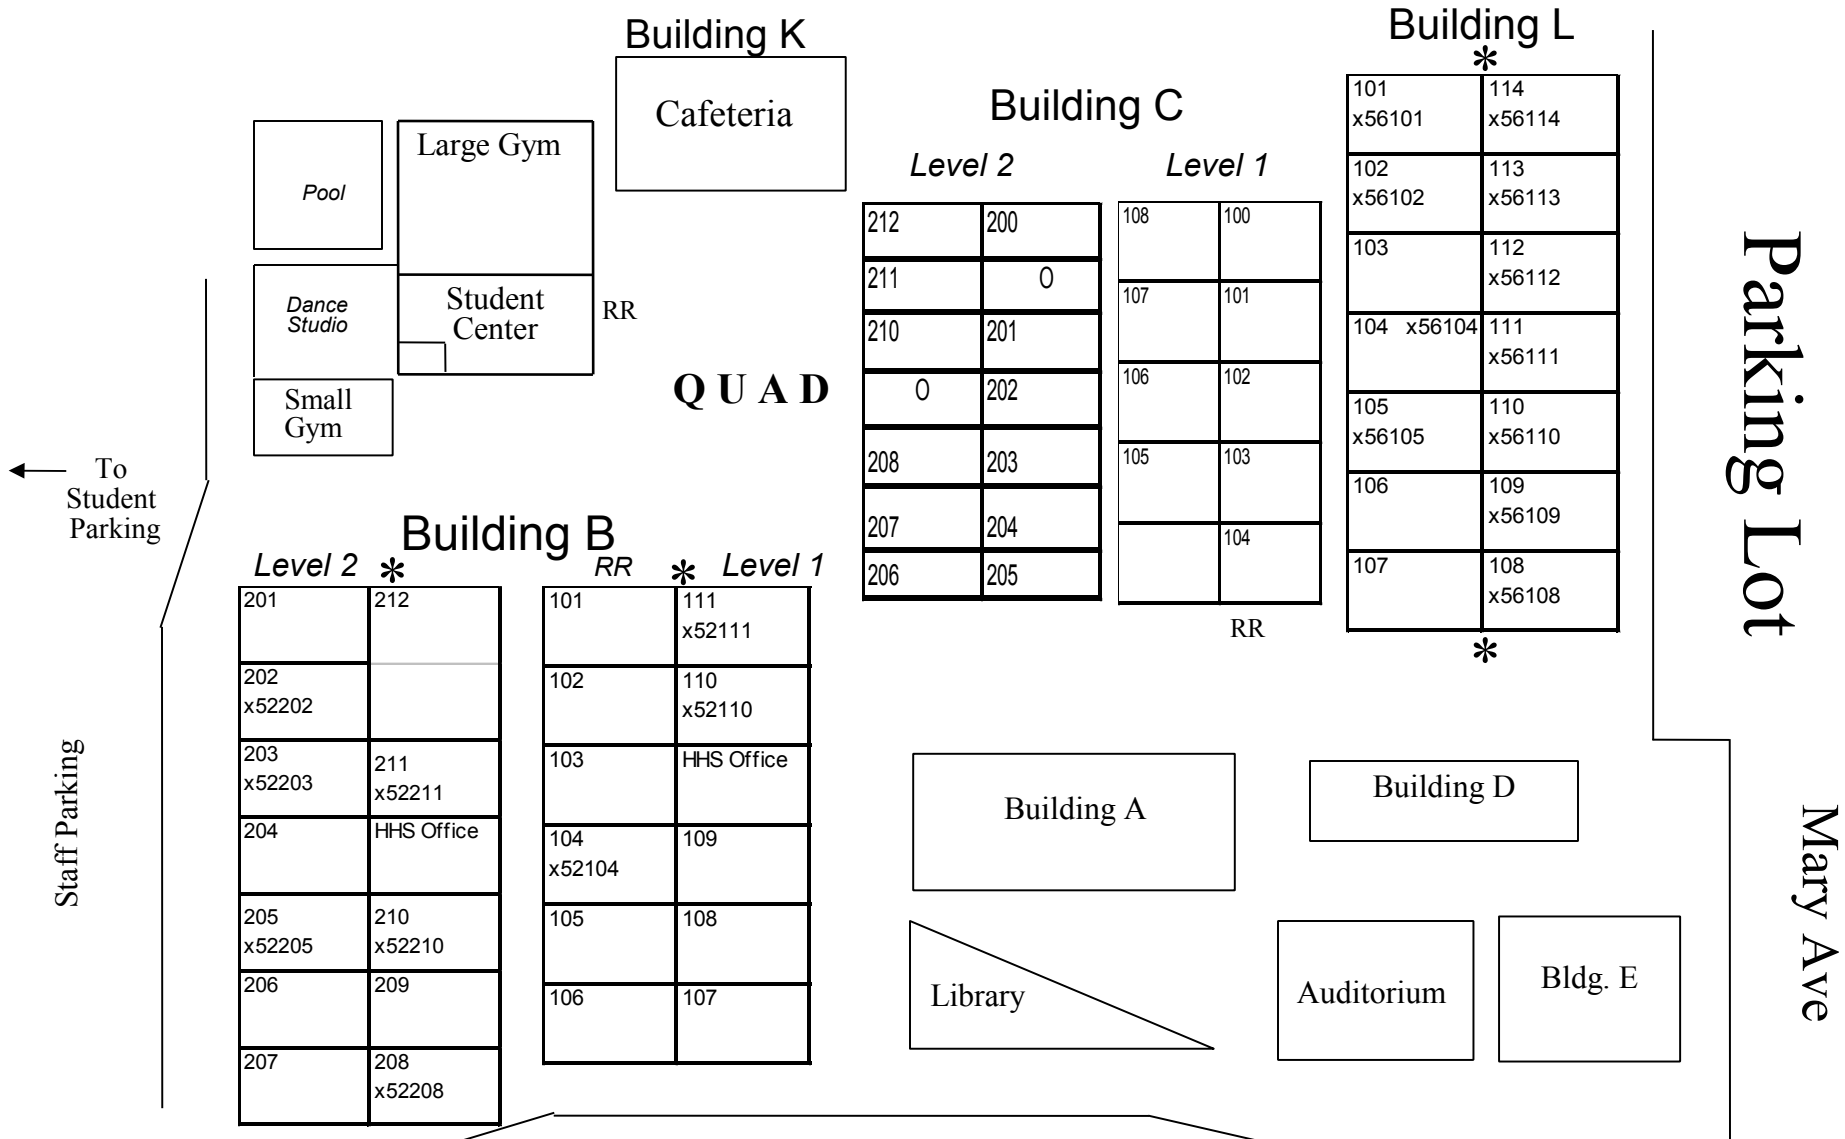 Building K
Cafeteria
Large Gym
Pool
Dance
Studio
Student
Center
RR
Small
Gym
Q U A D
To
Student
Parking
Staff Parking
Building C
Level 2
212 200
211 O
210 201
O 202
208 203
207 204
206 205
Level 1
108 100
107 101
106 102
105 103
104
RR
Building L
*
101 114
x56101 x56114
102 113
x56102 x56113
103 112
x56112
104 x56104 111
x56111
105 110
x56105 x56110
106 109
x56109
107 108
x56108
*
Parking Lot
Mary Ave
Building B
Level 2 *
201 212
202
x52202
203
x52203
211
x52211
204 HHS Office
205 210
x52205 x52210
206 209
207 208
x52208
RR * Level 1
101 111
x52111
102 110
x52110
103 HHS Office
104 109
x52104
105 108
106 107
Building A
Building D
Library
Auditorium
Bldg. E